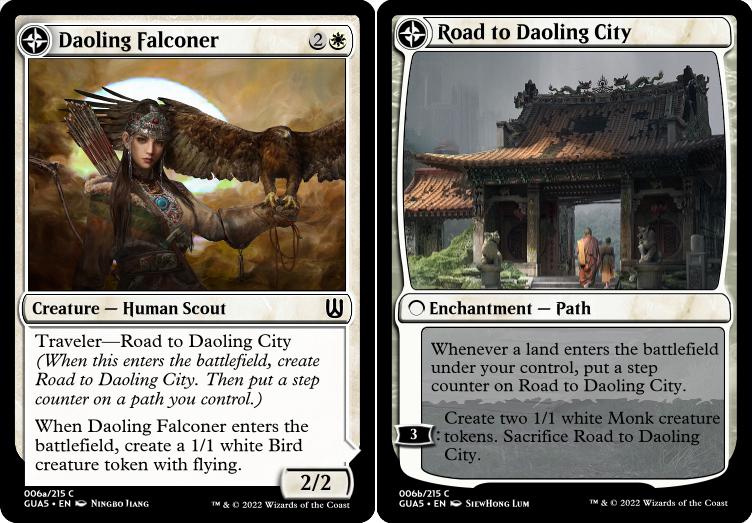 Daoling Falconer
2
Creature — Human Scout
Traveler—Road to Daoling City
(When this enters the battlefield, create
Road to Daoling City. Then put a step
counter on a path you control.)
When Daoling Falconer enters the
battlefield, create a 1/1 white Bird
creature token with flying.
2/2
006a/215 C
GUA5 • EN Ningbo Jiang
™ & © 2022 Wizards of the Coast
Road to Daoling City
Enchantment — Path
Whenever a land enters the battlefield
under your control, put a step
counter on Road to Daoling City.
3 : Create two 1/1 white Monk creature
tokens. Sacrifice Road to Daoling
City.
006b/215 C
GUA5 • EN SiewHong Lum
™ & © 2022 Wizards of the Coast